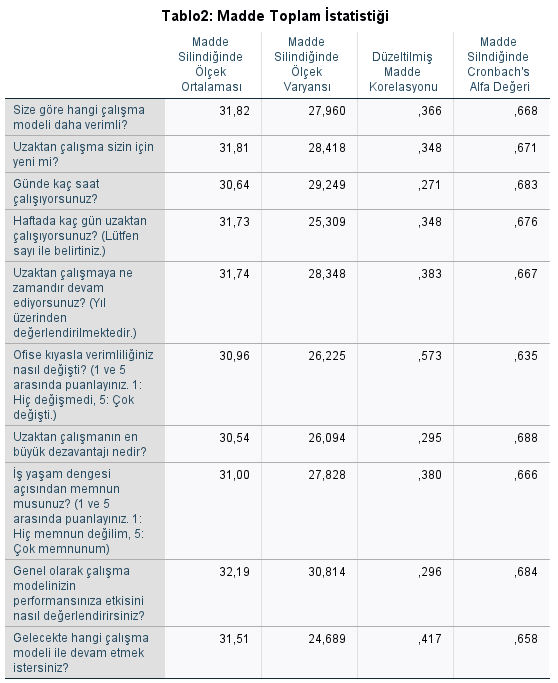 Tablo2: Madde Toplam İstatistiği
Madde
Silindiğinde
Ölçek
Ortalaması
Madde
Silindiğinde
Ölçek
Varyansı
Düzeltilmiş
Madde
Korelasyonu
Madde
Silndiğinde
Cronbach's
Alfa Değeri
Size göre hangi çalışma
modeli daha verimli?
31,82 27,960 ,366 ,668
Uzaktan çalışma sizin için
yeni mi?
31,81 28,418 ,348 ,671
Günde kaç saat
çalışıyorsunuz?
30,64 29,249 ,271 ,683
Haftada kaç gün uzaktan
çalışıyorsunuz? (Lütfen
sayı ile belirtiniz.)
31,73 25,309 ,348 ,676
Uzaktan çalışmaya ne
zamandır devam
ediyorsunuz? (Yıl
üzerinden
değerlendirilmektedir.)
31,74 28,348 ,383 ,667
Ofise kıyasla verimliliğiniz
nasıl değişti? (1 ve 5
arasında puanlayınız. 1:
Hiç değişmedi, 5: Çok
değişti.)
30,96 26,225 ,573 ,635
Uzaktan çalışmanın en
büyük dezavantajı nedir?
30,54 26,094 ,295 ,688
İş yaşam dengesi
açısından memnun
musunuz? (1 ve 5
arasında puanlayınız. 1:
Hiç memnun değilim, 5:
Çok memnunum)
31,00 27,828 ,380 ,666
Genel olarak çalışma
modelinizin
performansınıza etkisini
nasıl değerlendirirsiniz?
32,19 30,814 ,296 ,684
Gelecekte hangi çalışma
modeli ile devam etmek
istersiniz?
31,51 24,689 ,417 ,658